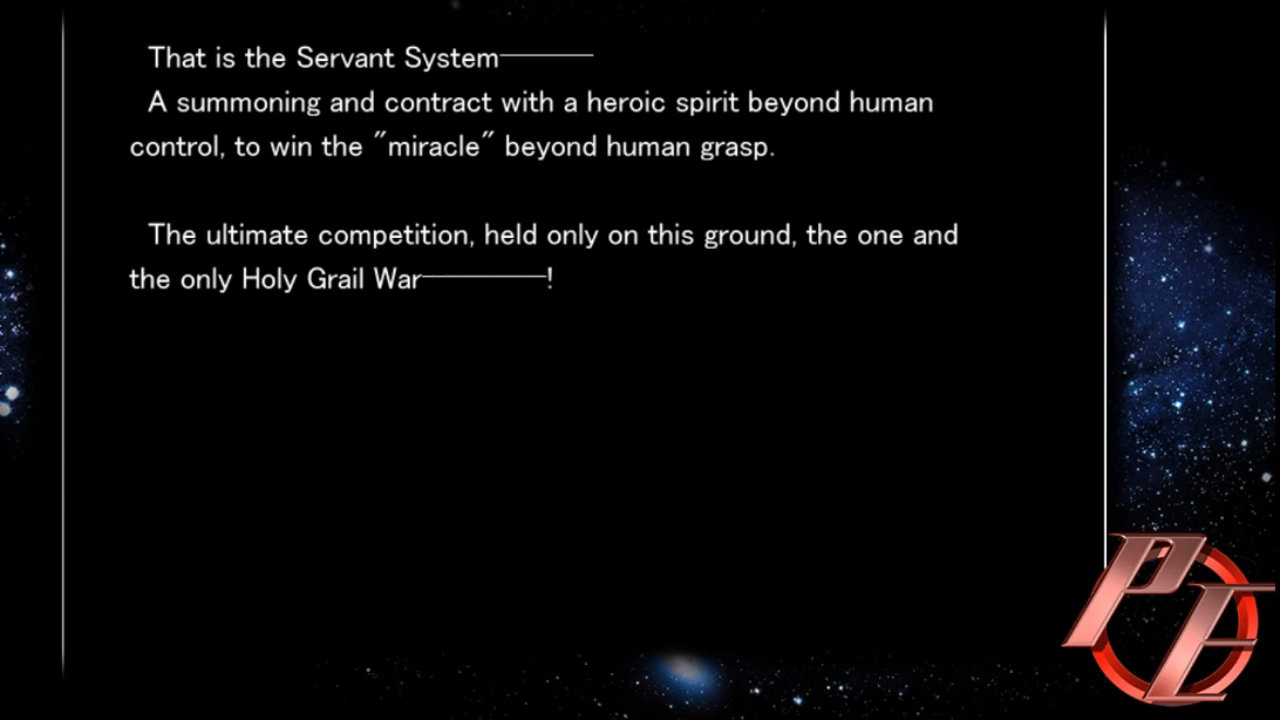 That is the Servant System―――
A summoning and contract with a heroic spirit beyond human
control, to win the "miracle" beyond human grasp.
The ultimate competition, held only on this ground, the one and
the only Holy Grail War――――!
PE